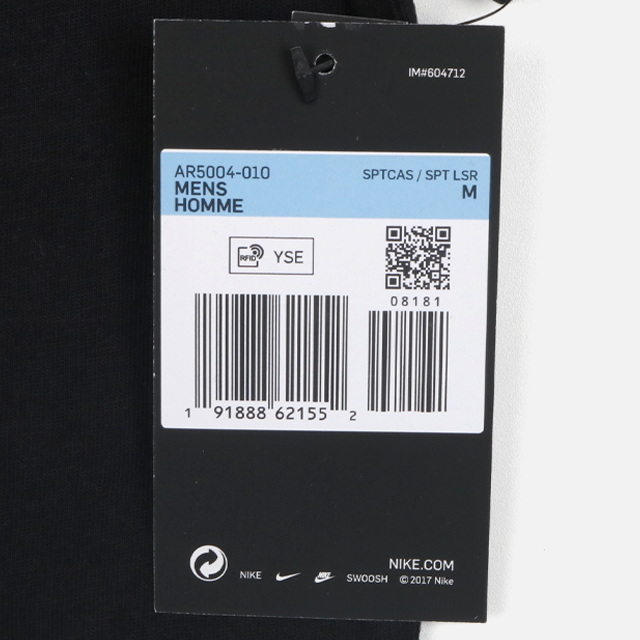 IM#604712
AR5004-010 SPTCAS / SPT LSR
MENS M
HOMME
RFID YSE
08181
1 91888 62155 2
NIKE.COM
NIKE NIKE SWOOSH © 2017 Nike